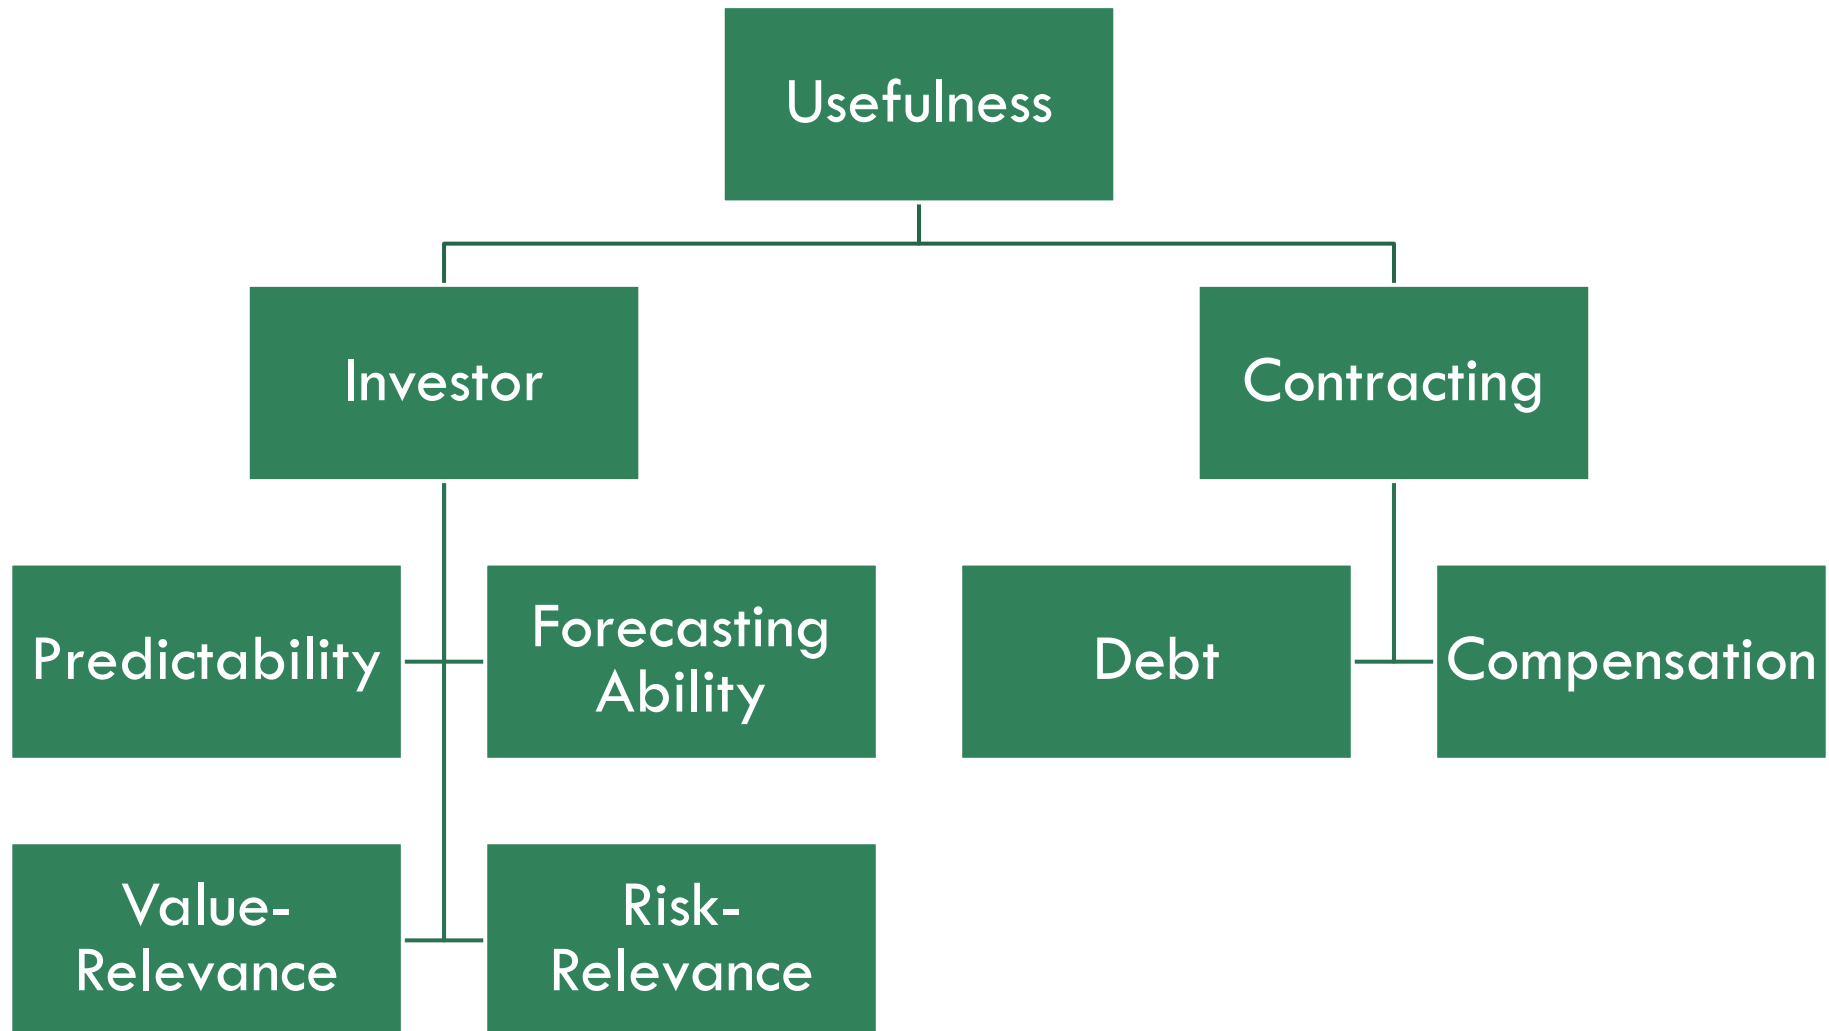 Usefulness
Investor
Contracting
Predictability
Forecasting
Ability
Debt
Compensation
Value-
Relevance
Risk-
Relevance